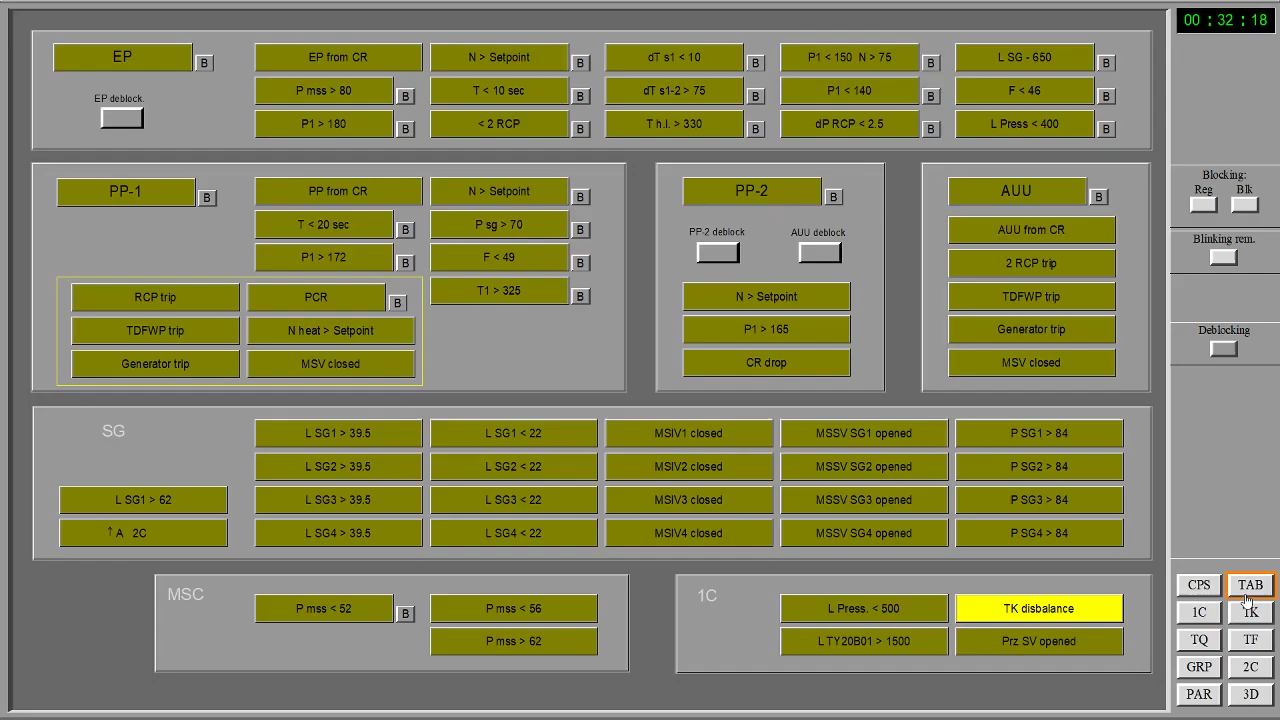 00 : 32 : 18
EP B EP from CR N > Setpoint B dT s1 < 10 B P1 < 150 N > 75 B L SG - 650 B
P mss > 80 B T < 10 sec B dT s1-2 > 75 B P1 < 140 B F < 46 B
EP deblock.
P1 > 180 B < 2 RCP B T h.l. > 330 B dP RCP < 2.5 B L Press < 400 B
PP-1 B PP from CR N > Setpoint B
T < 20 sec B P sg > 70 B
P1 > 172 B F < 49 B
RCP trip PCR B T1 > 325 B
TDFWP trip N heat > Setpoint
Generator trip MSV closed
PP-2 B
PP-2 deblock AUU deblock
N > Setpoint
P1 > 165
CR drop
AUU B
AUU from CR
2 RCP trip
TDFWP trip
Generator trip
MSV closed
Blocking:
Reg Blk
Blinking rem.
Deblocking
SG L SG1 > 39.5 L SG1 < 22 MSIV1 closed MSSV SG1 opened P SG1 > 84
L SG2 > 39.5 L SG2 < 22 MSIV2 closed MSSV SG2 opened P SG2 > 84
L SG1 > 62 L SG3 > 39.5 L SG3 < 22 MSIV3 closed MSSV SG3 opened P SG3 > 84
↑ A 2C L SG4 > 39.5 L SG4 < 22 MSIV4 closed MSSV SG4 opened P SG4 > 84
MSC P mss < 52 B P mss < 56
P mss > 62
1C L Press. < 500 TK disbalance
L TY20B01 > 1500 Prz SV opened
CPS TAB
1C TK
TQ TF
GRP 2C
PAR 3D